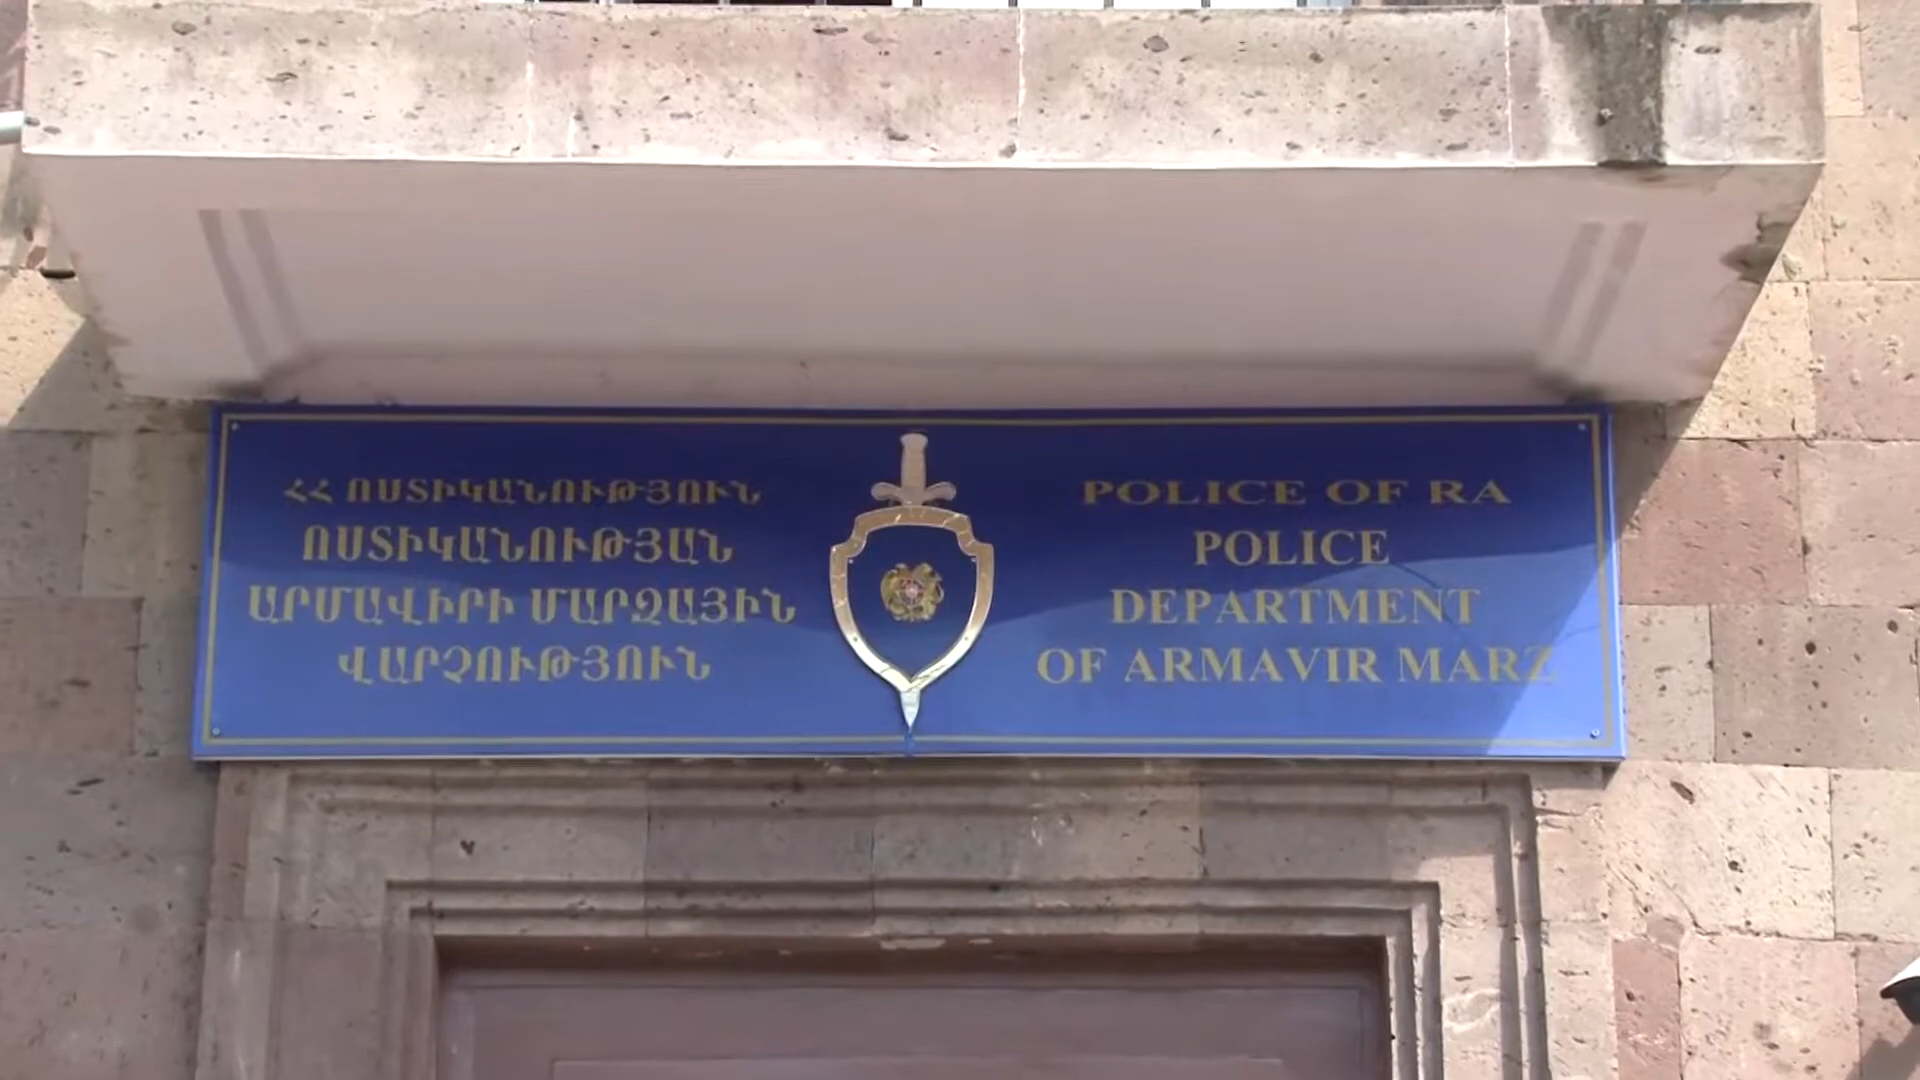 ՀՀ ՈՍՏԻԿԱՆՈՒԹՅՈՒՆ
ՈՍՏԻԿԱՆՈՒԹՅԱՆ
ԱՐՄԱՎԻՐԻ ՄԱՐԶԱՅԻՆ
ՎԱՐՉՈՒԹՅՈՒՆ
POLICE OF RA
POLICE
DEPARTMENT
OF ARMAVIR MARZ